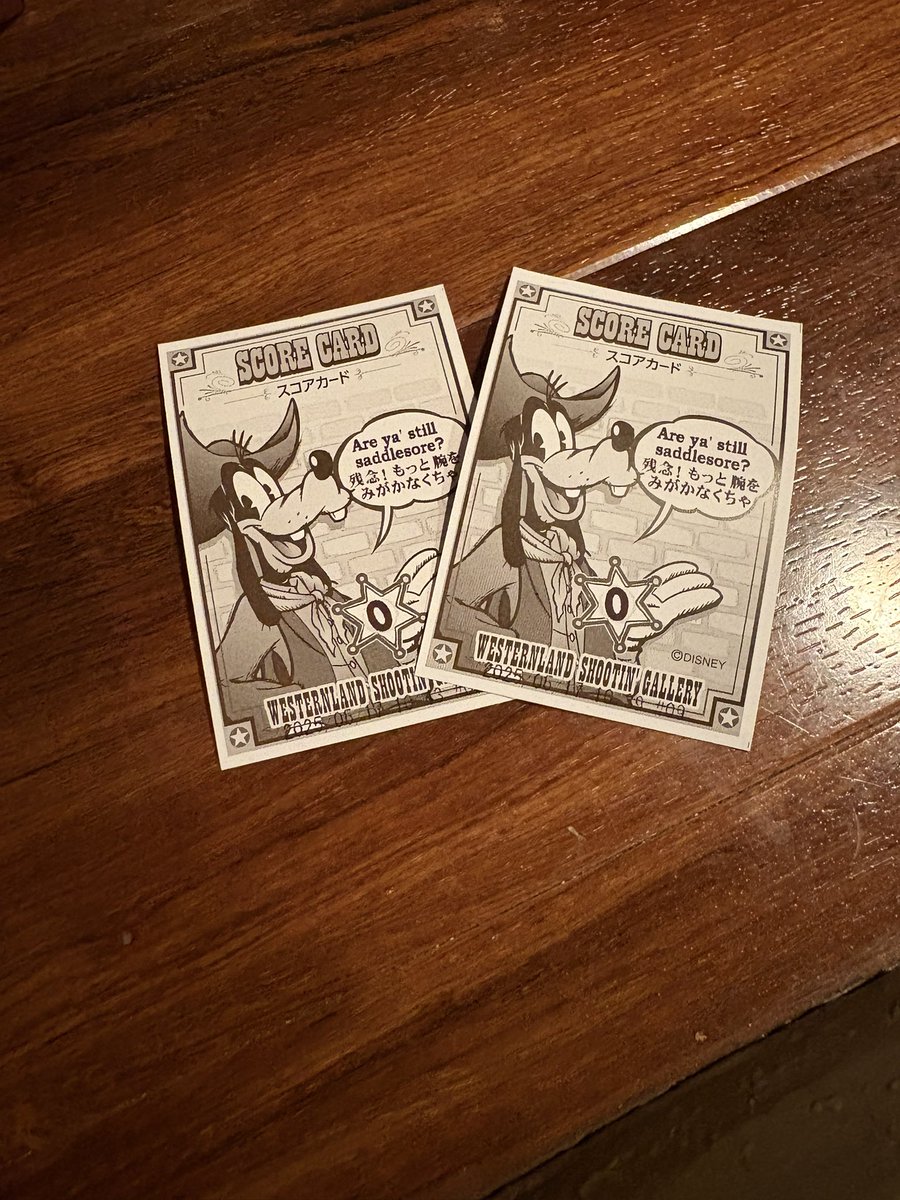 SCORE CARD
スコアカード
Are ya' still
saddlesore?
残念！もっと腕を
みがかなくちゃ
0
WESTERNLAND SHOOTIN'
2025
SCORE CARD
スコアカード
Are ya' still
saddlesore?
残念！もっと腕を
みがかなくちゃ
0
©DISNEY
WESTERNLAND SHOOTIN' GALLERY
2025